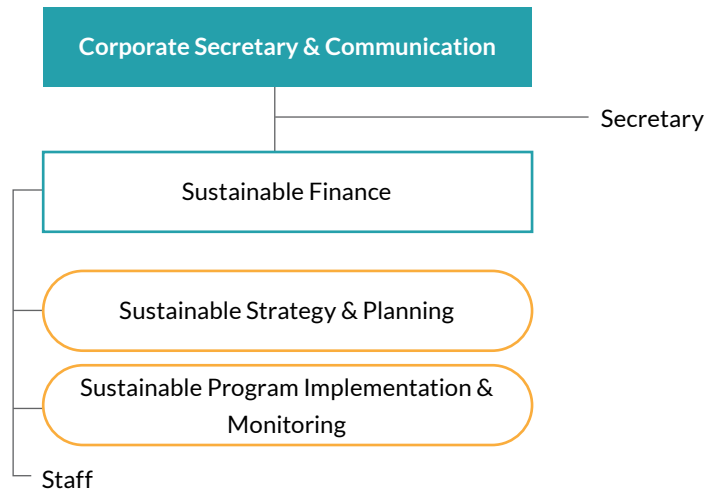 Corporate Secretary & Communication
Secretary
Sustainable Finance
Sustainable Strategy & Planning
Sustainable Program Implementation &
Monitoring
Staff